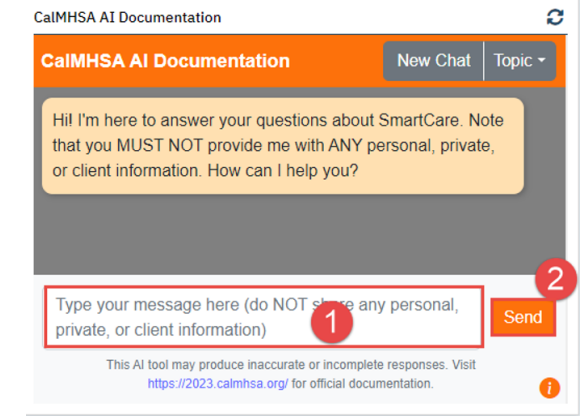 CalMHSA AI Documentation
CalMHSA AI Documentation
New Chat
Topic
Hi! I'm here to answer your questions about SmartCare. Note
that you MUST NOT provide me with ANY personal, private,
or client information. How can I help you?
2
Type your message here (do NOT share any personal,
private, or client information)
1
Send
This AI tool may produce inaccurate or incomplete responses. Visit
https://2023.calmhsa.org/ for official documentation.
i